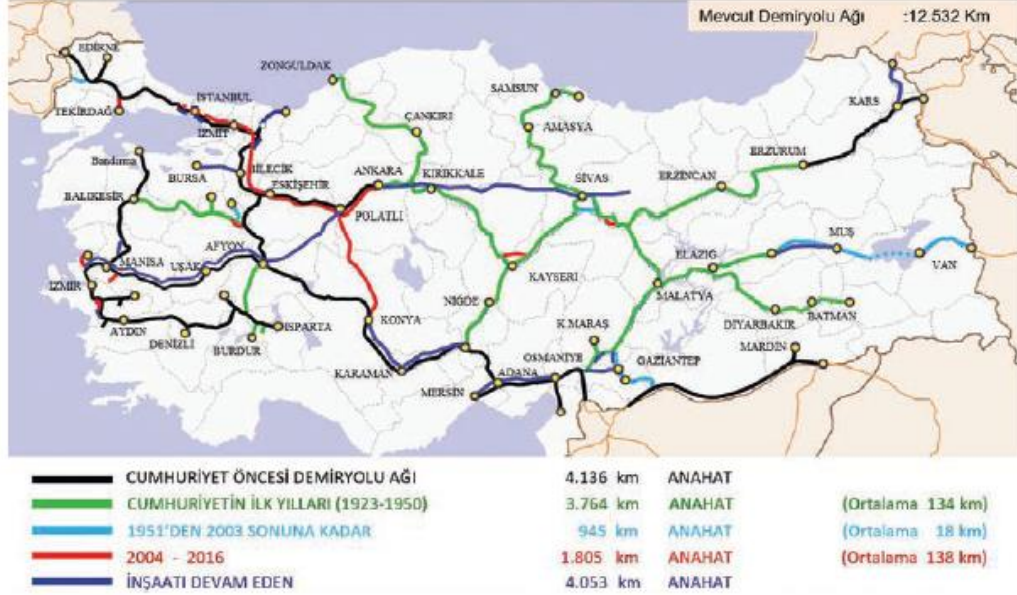 Mevcut Demiryolu Ağı :12.532 Km
EDİRNE
ZONGULDAK
SAMSUN
İSTANBUL
KARS
TEKİRDAĞ
İZMİT
ÇANKIRI
AMASYA
Bandırma
BİLECİK
ERZURUM
BURSA
ESKİŞEHİR
ANKARA
KIRIKKALE
SİVAS
ERZİNCAN
BALIKESİR
POLATLI
AFYON
MUŞ
MANİSA
UŞAK
ELAZIĞ
VAN
KAYSERİ
İZMİR
MALATYA
NİĞDE
KONYA
AYDIN
ISPARTA
BATMAN
DENİZLİ
DİYARBAKIR
BURDUR
K.MARAŞ
MARDİN
OSMANİYE
GAZİANTEP
KARAMAN
ADANA
MERSİN
CUMHURİYET ÖNCESİ DEMİRYOLU AĞI 4.136 km ANAHAT
CUMHURİYETİN İLK YILLARI (1923-1950) 3.764 km ANAHAT (Ortalama 134 km)
1951'DEN 2003 SONUNA KADAR 945 km ANAHAT (Ortalama 18 km)
2004 - 2016 1.805 km ANAHAT (Ortalama 138 km)
İNŞAATI DEVAM EDEN 4.053 km ANAHAT